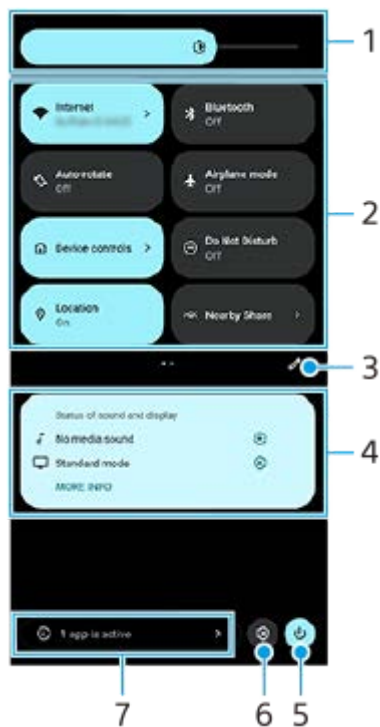 1
Internet
Bluetooth
Off
Auto-rotate
Off
Airplane mode
Off
2
Device controls
Do Not Disturb
Off
Location
On
Nearby Share
3
Status of sound and display
No media sound
Standard mode
MORE INFO
4
1 app is active
7
6
5